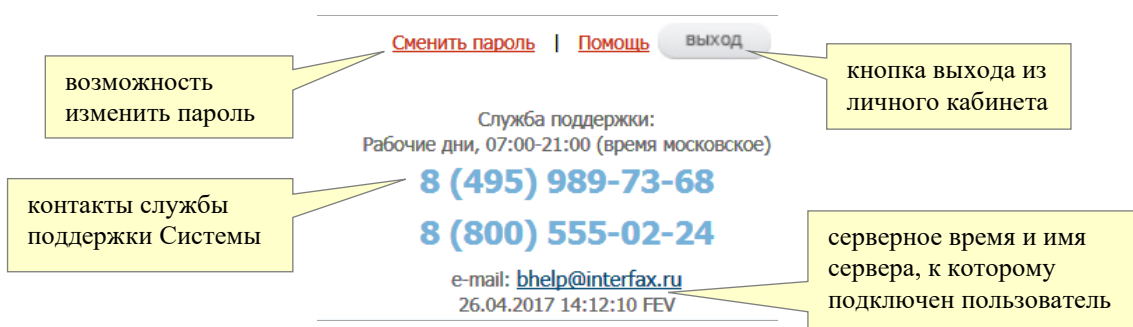 Сменить пароль | Помощь выход
возможность
изменить пароль
кнопка выхода из
личного кабинета
Служба поддержки:
Рабочие дни, 07:00-21:00 (время московское)
8 (495) 989-73-68
8 (800) 555-02-24
контакты службы
поддержки Системы
e-mail: bhelp@interfax.ru
26.04.2017 14:12:10 FEV
серверное время и имя
сервера, к которому
подключен пользователь